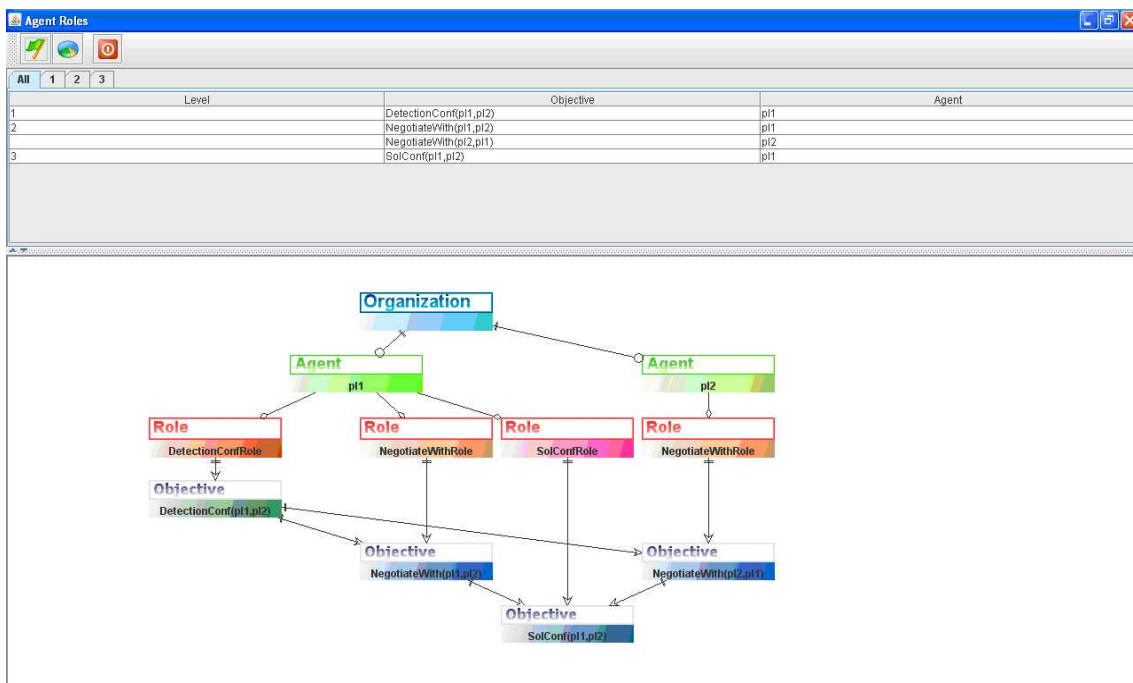 Agent Roles
All 1 2 3
Level Objective Agent
1 DetectionConf(pl1,pl2) pl1
2 NegotiateWith(pl1,pl2) pl1
NegotiateWith(pl2,pl1) pl2
3 SolConf(pl1,pl2) pl1
Organization
Agent Agent
pl1 pl2
Role Role Role Role
DetectionConfRole NegotiateWithRole SolConfRole NegotiateWithRole
Objective
DetectionConf(pl1,pl2)
Objective Objective
NegotiateWith(pl1,pl2) NegotiateWith(pl2,pl1)
Objective
SolConf(pl1,pl2)